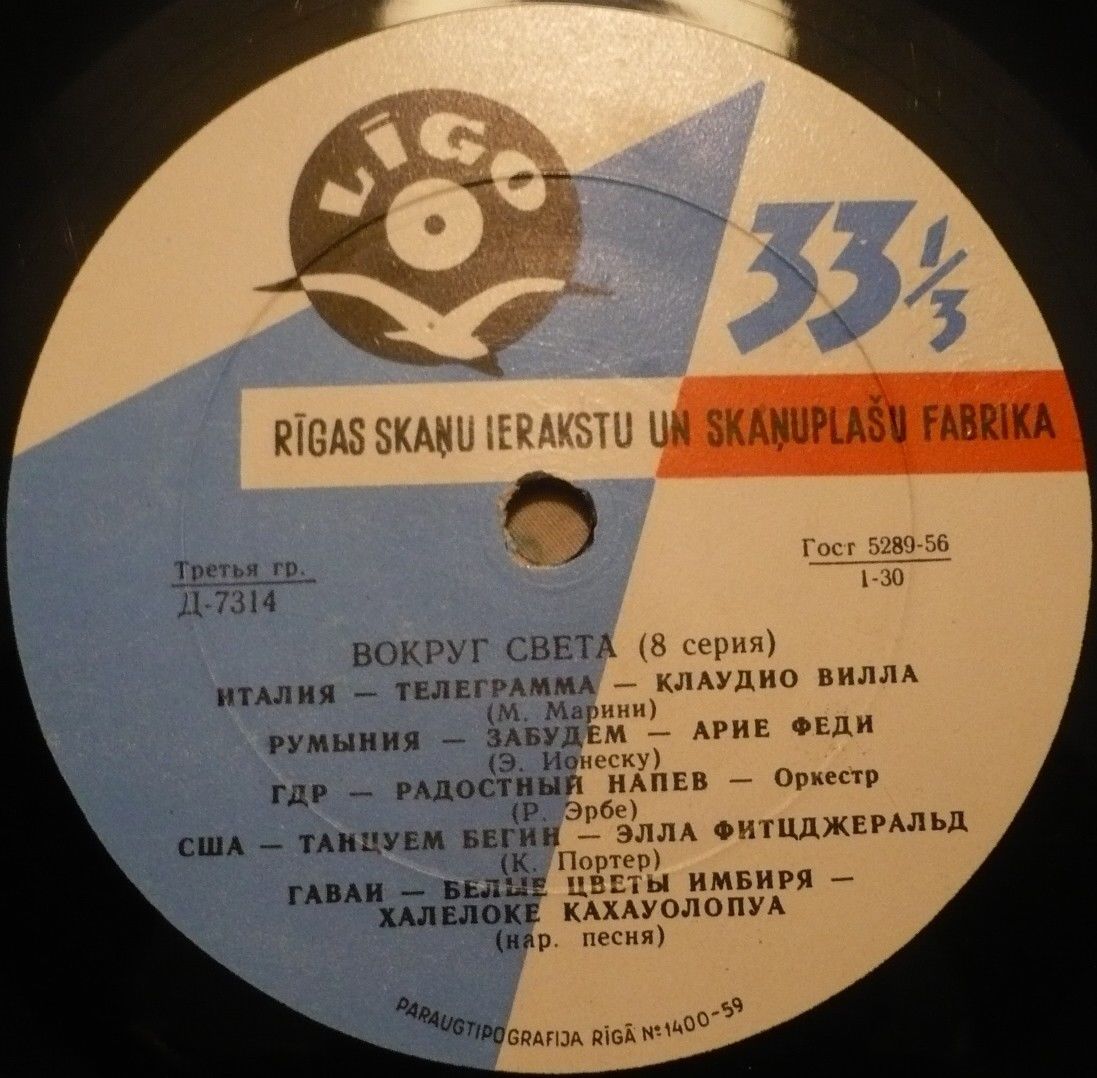 LĪGO
33 1/3
RĪGAS SKAŅU IERAKSTU UN SKAŅUPLAŠU FABRIKA
Третья гр.
Д-7314
Гост 5289-56
1-30
ВОКРУГ СВЕТА (8 серия)
ИТАЛИЯ — ТЕЛЕГРАММА — КЛАУДИО ВИЛЛА
(М. Марини)
РУМЫНИЯ — ЗАБУДЕМ — АРИЕ ФЕДИ
(Э. Ионеску)
ГДР — РАДОСТНЫЙ НАПЕВ — Оркестр
(Р. Эрбе)
США — ТАНЦУЕМ БЕГИН — ЭЛЛА ФИТЦДЖЕРАЛЬД
(К. Портер)
ГАВАИ — БЕЛЫЕ ЦВЕТЫ ИМБИРЯ —
ХАЛЕЛОКЕ КАХАУОЛОПУА
(нар. песня)
PARAUGTIPOGRAFIJA RĪGĀ № 1400-59